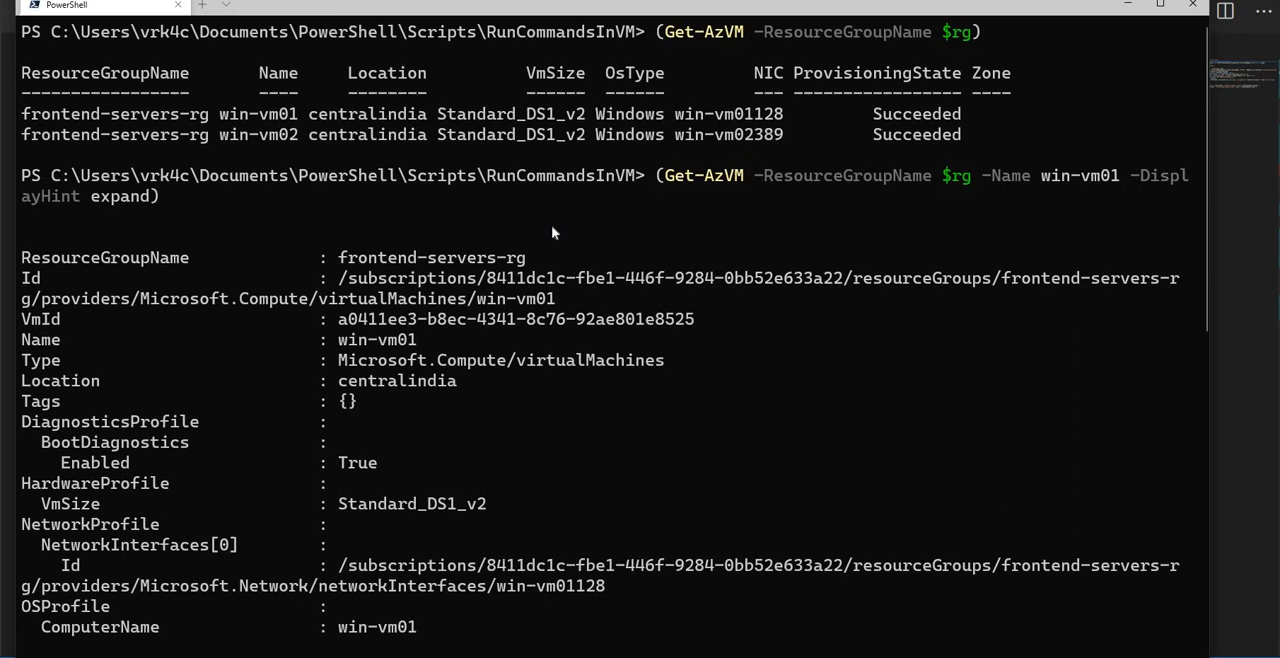 PowerShell
PS C:\Users\vrk4c\Documents\PowerShell\Scripts\RunCommandsInVM> (Get-AzVM -ResourceGroupName $rg)
ResourceGroupName       Name     Location          VmSize  OsType         NIC ProvisioningState Zone
-----------------       ----     --------          ------  ------         --- ----------------- ----
frontend-servers-rg win-vm01 centralindia Standard_DS1_v2 Windows win-vm01128         Succeeded
frontend-servers-rg win-vm02 centralindia Standard_DS1_v2 Windows win-vm02389         Succeeded
PS C:\Users\vrk4c\Documents\PowerShell\Scripts\RunCommandsInVM> (Get-AzVM -ResourceGroupName $rg -Name win-vm01 -Displ
ayHint expand)
ResourceGroupName             : frontend-servers-rg
Id                            : /subscriptions/8411dc1c-fbe1-446f-9284-0bb52e633a22/resourceGroups/frontend-servers-r
g/providers/Microsoft.Compute/virtualMachines/win-vm01
VmId                          : a0411ee3-b8ec-4341-8c76-92ae801e8525
Name                          : win-vm01
Type                          : Microsoft.Compute/virtualMachines
Location                      : centralindia
Tags                          : {}
DiagnosticsProfile            :
  BootDiagnostics             :
    Enabled                   : True
HardwareProfile               :
  VmSize                      : Standard_DS1_v2
NetworkProfile                :
  NetworkInterfaces[0]        :
    Id                        : /subscriptions/8411dc1c-fbe1-446f-9284-0bb52e633a22/resourceGroups/frontend-servers-r
g/providers/Microsoft.Network/networkInterfaces/win-vm01128
OSProfile                     :
  ComputerName                : win-vm01